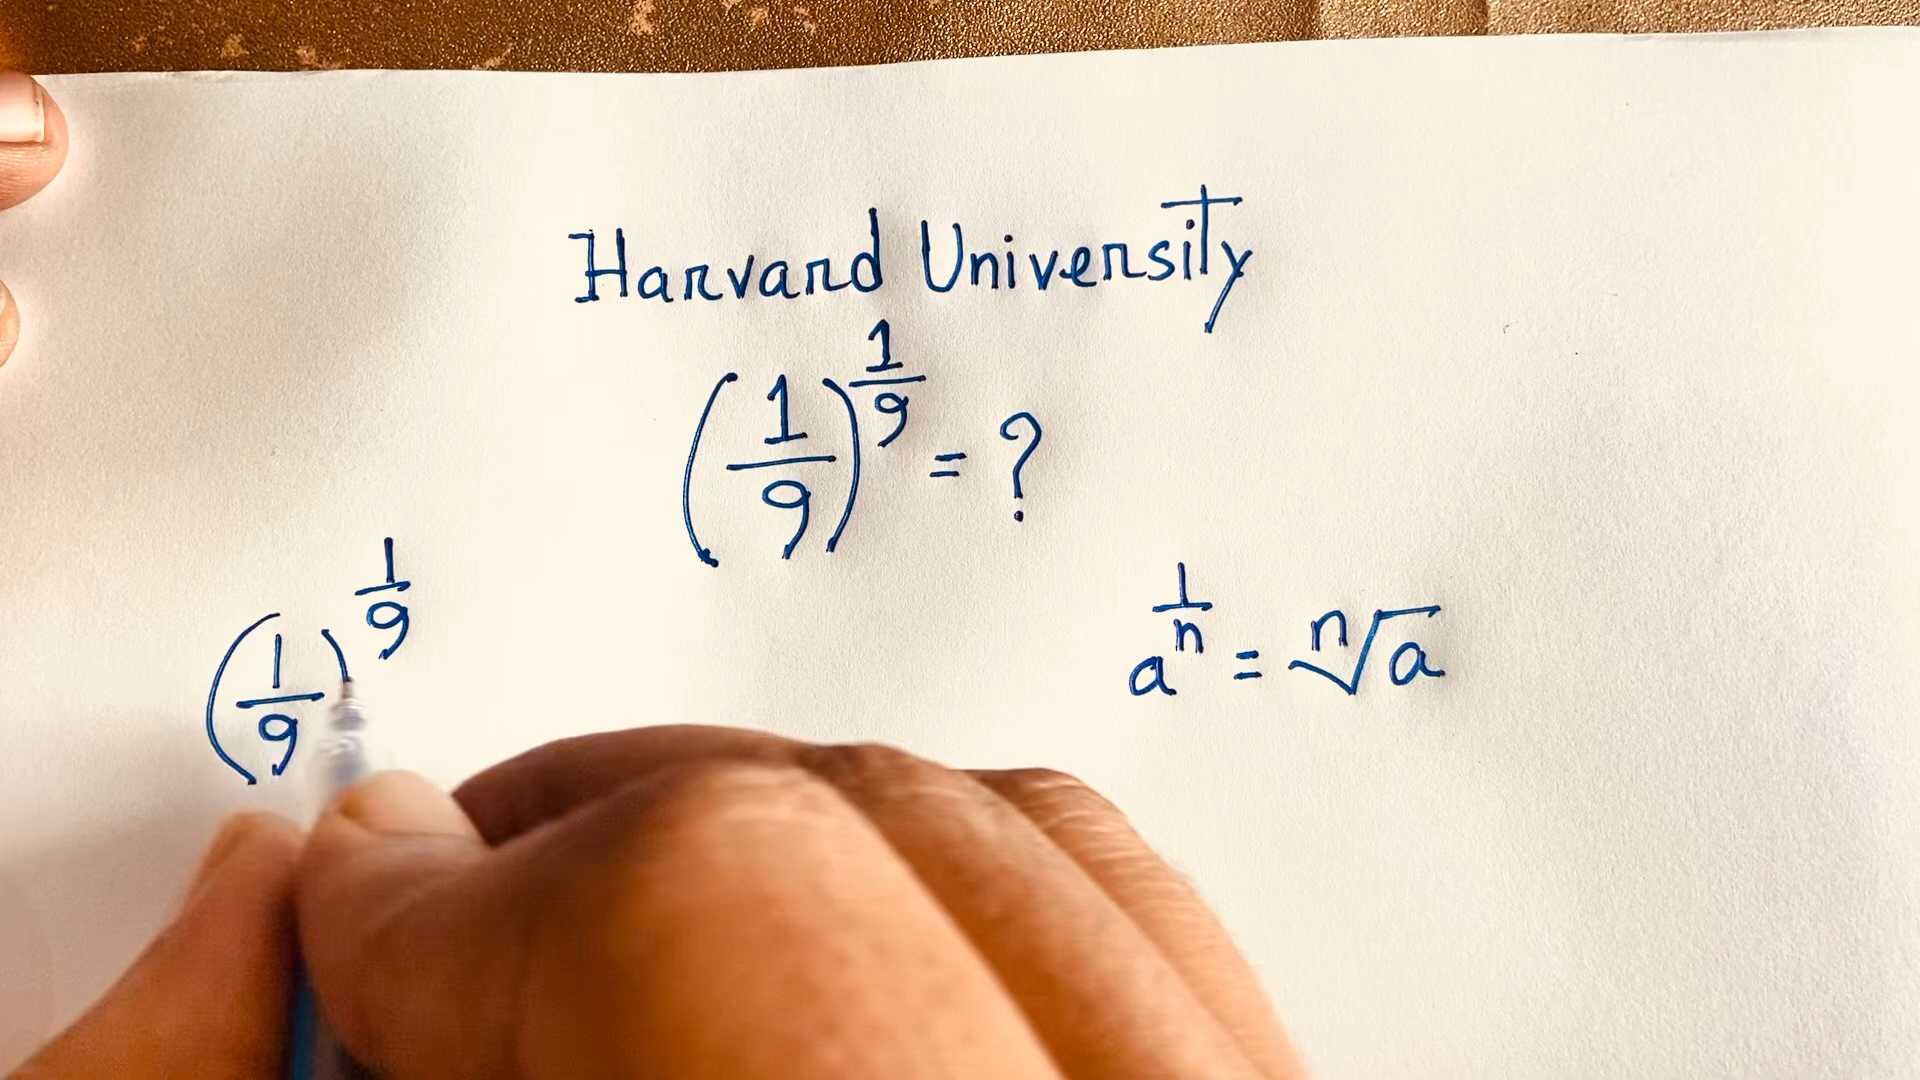 Harvard University
(1/9)^(1/9) = ?
(1/9)^(1/9)
a^(1/n) = ⁿ√a